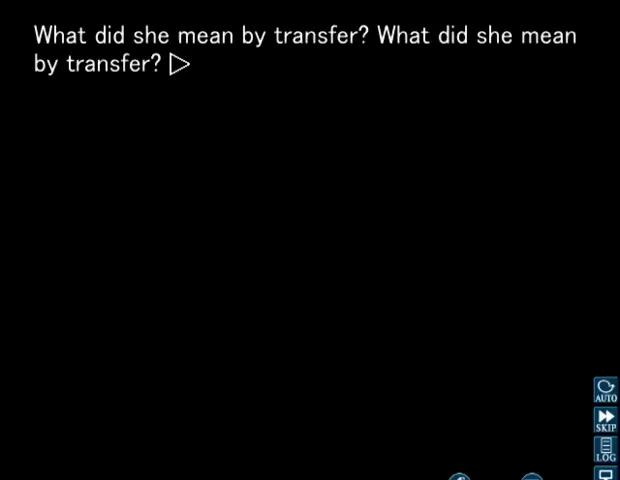 What did she mean by transfer? What did she mean
by transfer?
AUTO
SKIP
LOG